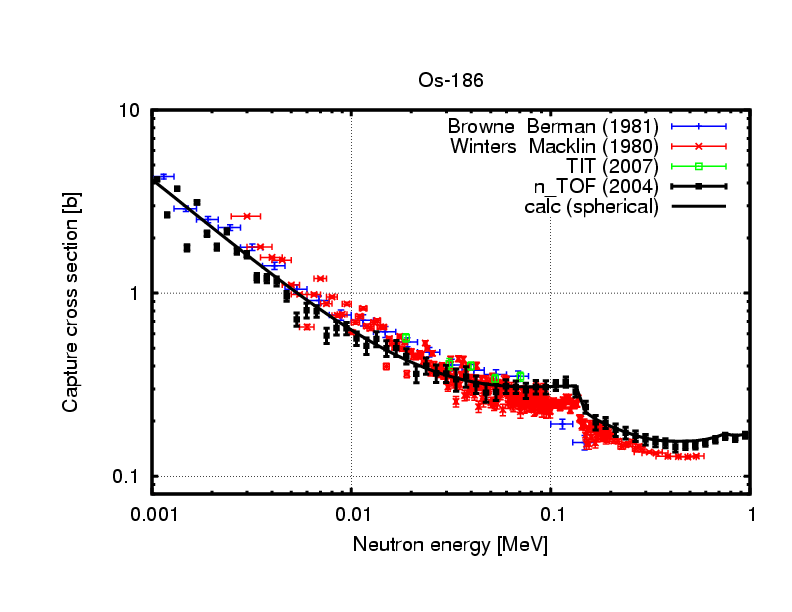 Os-186
10
Browne Berman (1981)
Winters Macklin (1980)
TIT (2007)
n_TOF (2004)
calc (spherical)
Capture cross section [b]
1
0.1
0.001 0.01 0.1 1
Neutron energy [MeV]